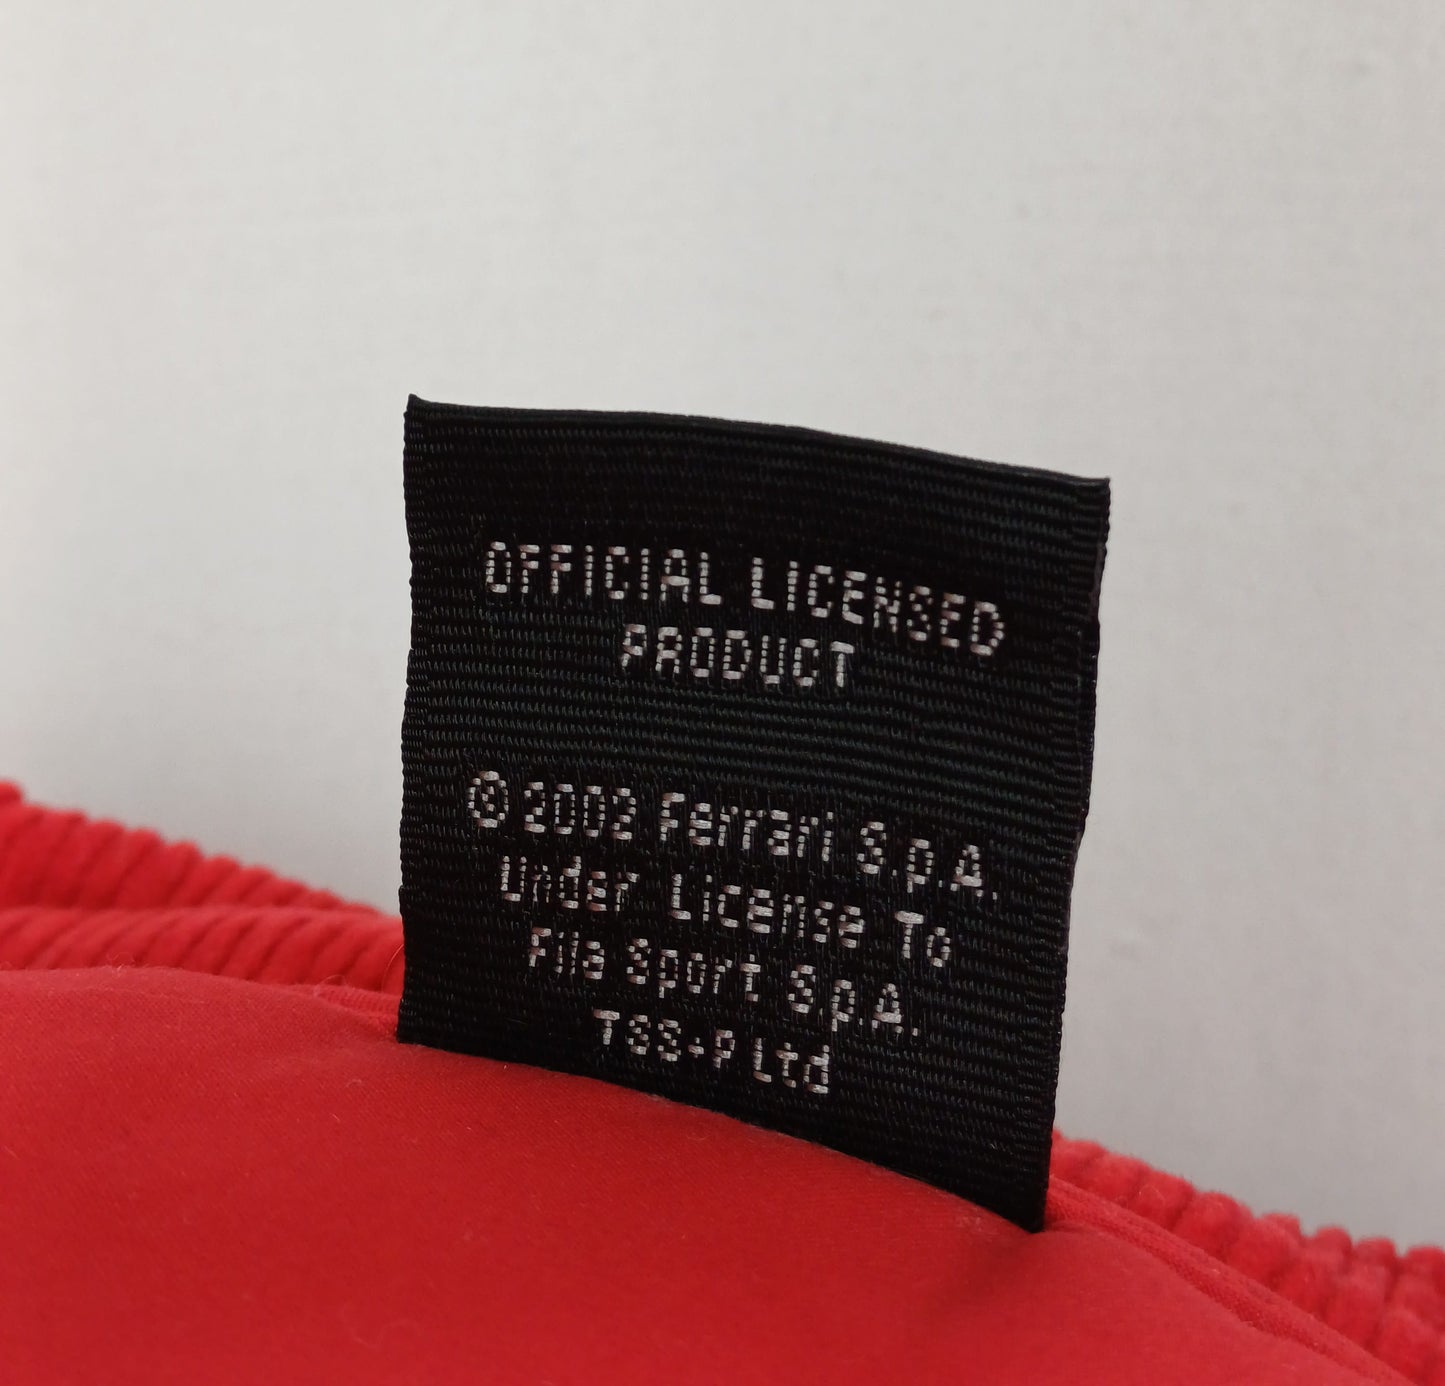 OFFICIAL LICENSED
PRODUCT
© 2002 Ferrari S.p.A.
Under License To
Fila Sport S.p.A.
TSS+P Ltd